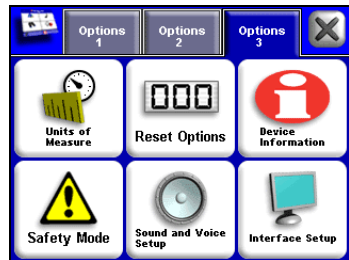 Options
1
Options
2
Options
3
000
Units of
Measure
Reset Options
Device
Information
Safety Mode
Sound and Voice
Setup
Interface Setup